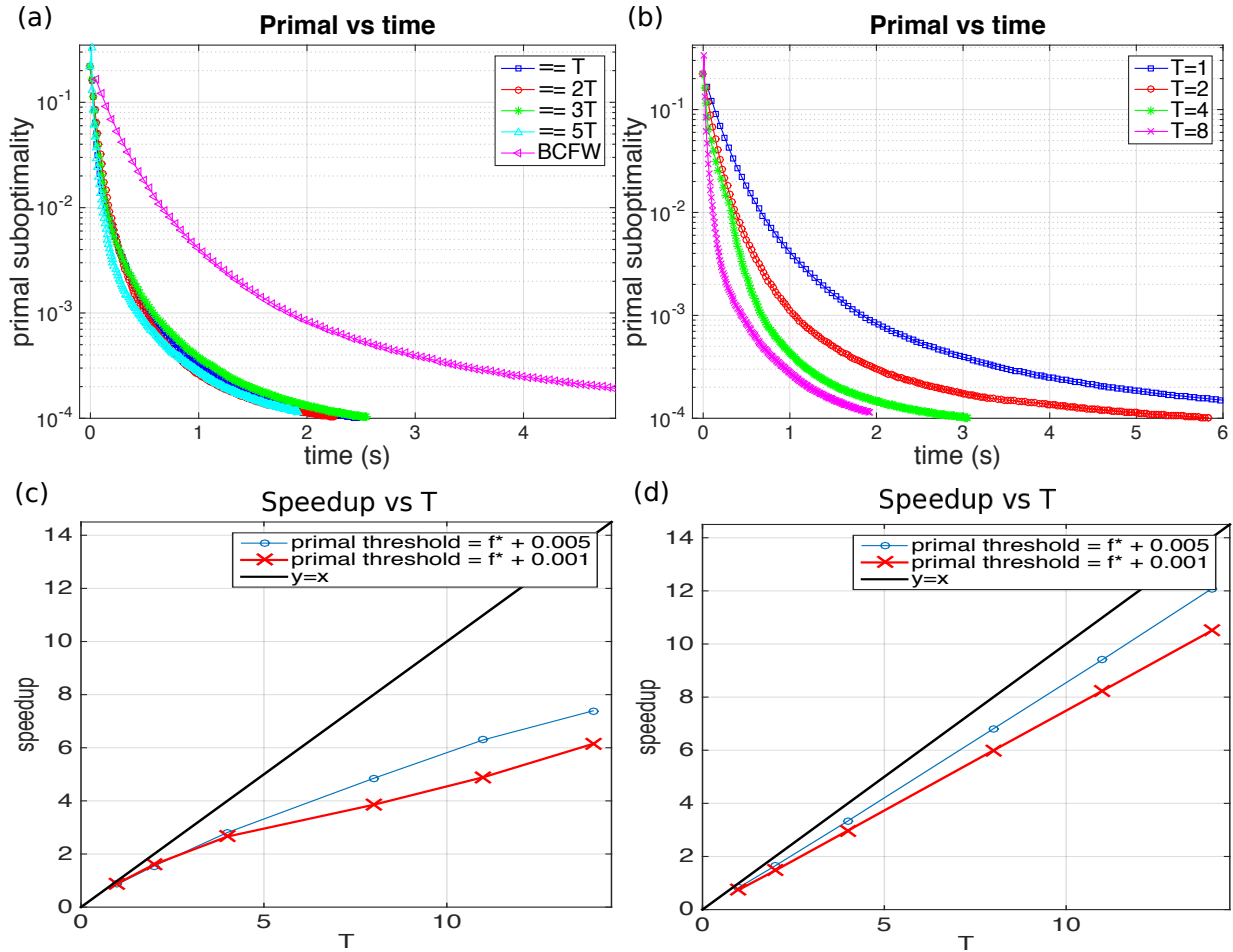 (a)
Primal vs time
== T
== 2T
== 3T
== 5T
BCFW
primal suboptimality
10^-1
10^-2
10^-3
10^-4
0 1 2 3 4
time (s)
(b)
Primal vs time
T=1
T=2
T=4
T=8
primal suboptimality
10^-1
10^-2
10^-3
10^-4
0 1 2 3 4 5 6
time (s)
(c)
Speedup vs T
primal threshold = f* + 0.005
primal threshold = f* + 0.001
y=x
speedup
14
12
10
8
6
4
2
0
0 5 10
T
(d)
Speedup vs T
primal threshold = f* + 0.005
primal threshold = f* + 0.001
y=x
speedup
14
12
10
8
6
4
2
0
0 5 10
T